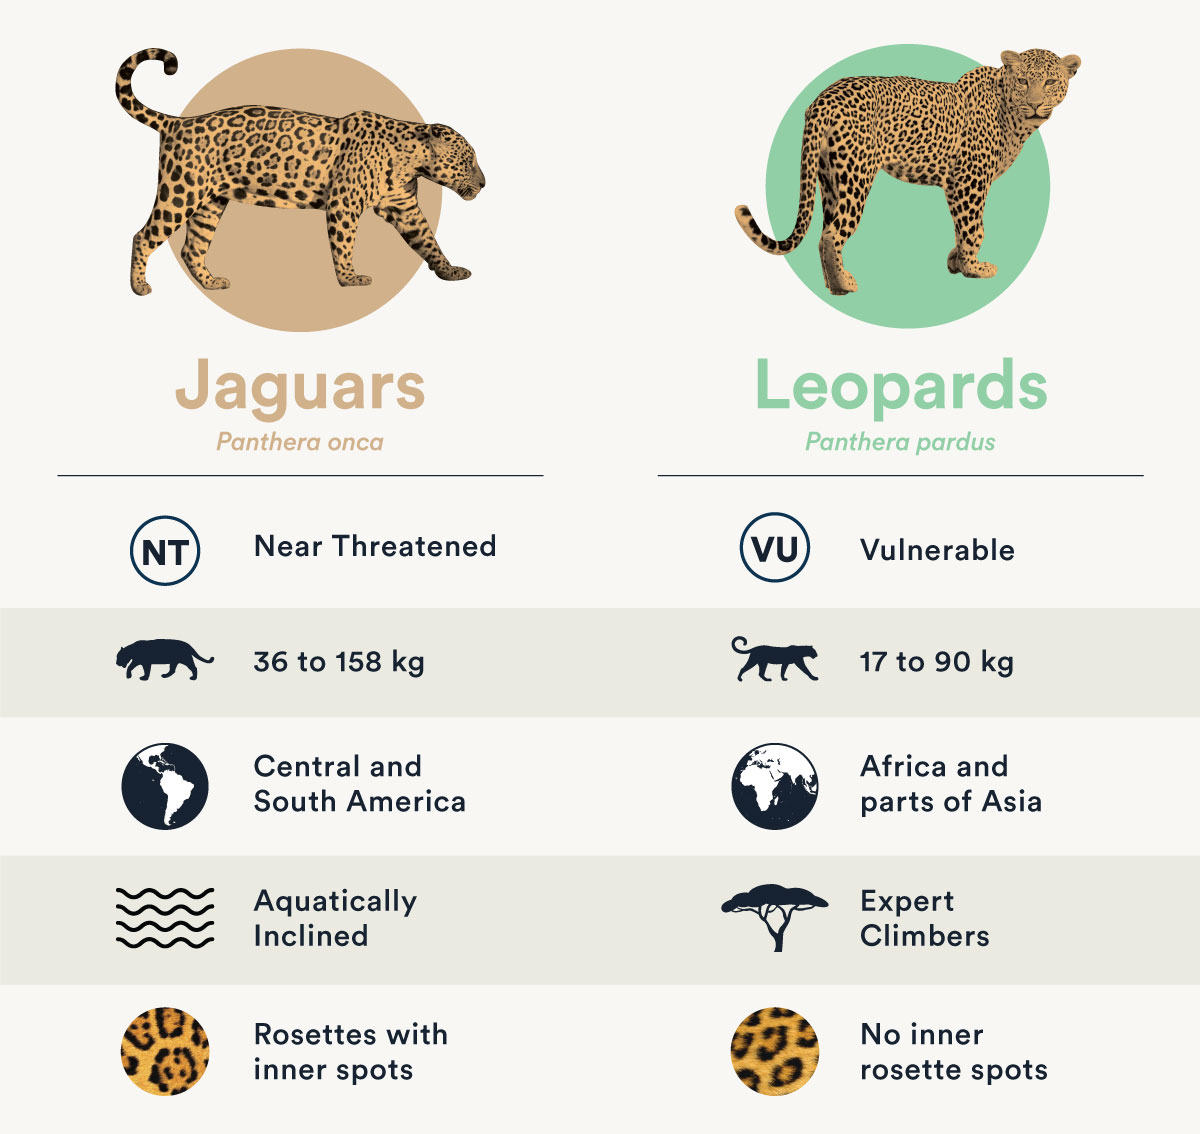 Jaguars
Panthera onca
NT
Near Threatened
36 to 158 kg
Central and
South America
Aquatically
Inclined
Rosettes with
inner spots
Leopards
Panthera pardus
VU
Vulnerable
17 to 90 kg
Africa and
parts of Asia
Expert
Climbers
No inner
rosette spots